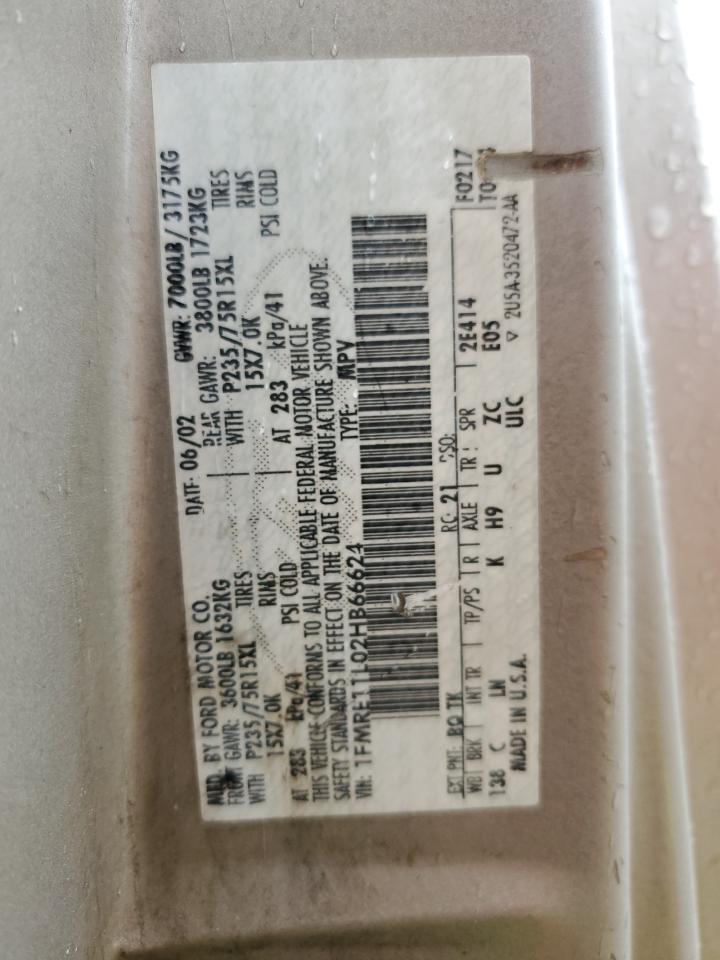 MFD. BY FORD MOTOR CO. DATE: 06/02 GVWR: 7000LB/3175KG
FRONT GAWR: 3600LB 1632KG REAR GAWR: 3800LB 1723KG
WITH P235/75R15XL TIRES WITH P235/75R15XL TIRES
15X7.0K RIMS 15X7.0K RIMS
AT 283 kPa/41 PSI COLD AT 283 kPa/41 PSI COLD
THIS VEHICLE CONFORMS TO ALL APPLICABLE FEDERAL MOTOR VEHICLE
SAFETY STANDARDS IN EFFECT ON THE DATE OF MANUFACTURE SHOWN ABOVE.
VIN: 1FMRE11L02HB66624 TYPE: MPV
EXT PNT: BQ TK RC: 21 DSO: F0217
WB BRK INT TR TP/PS R AXLE TR SPR 2E414
138 C LN K H9 U ZC E05
MADE IN U.S.A. ULC ▽ 2U5A-3520472-AA